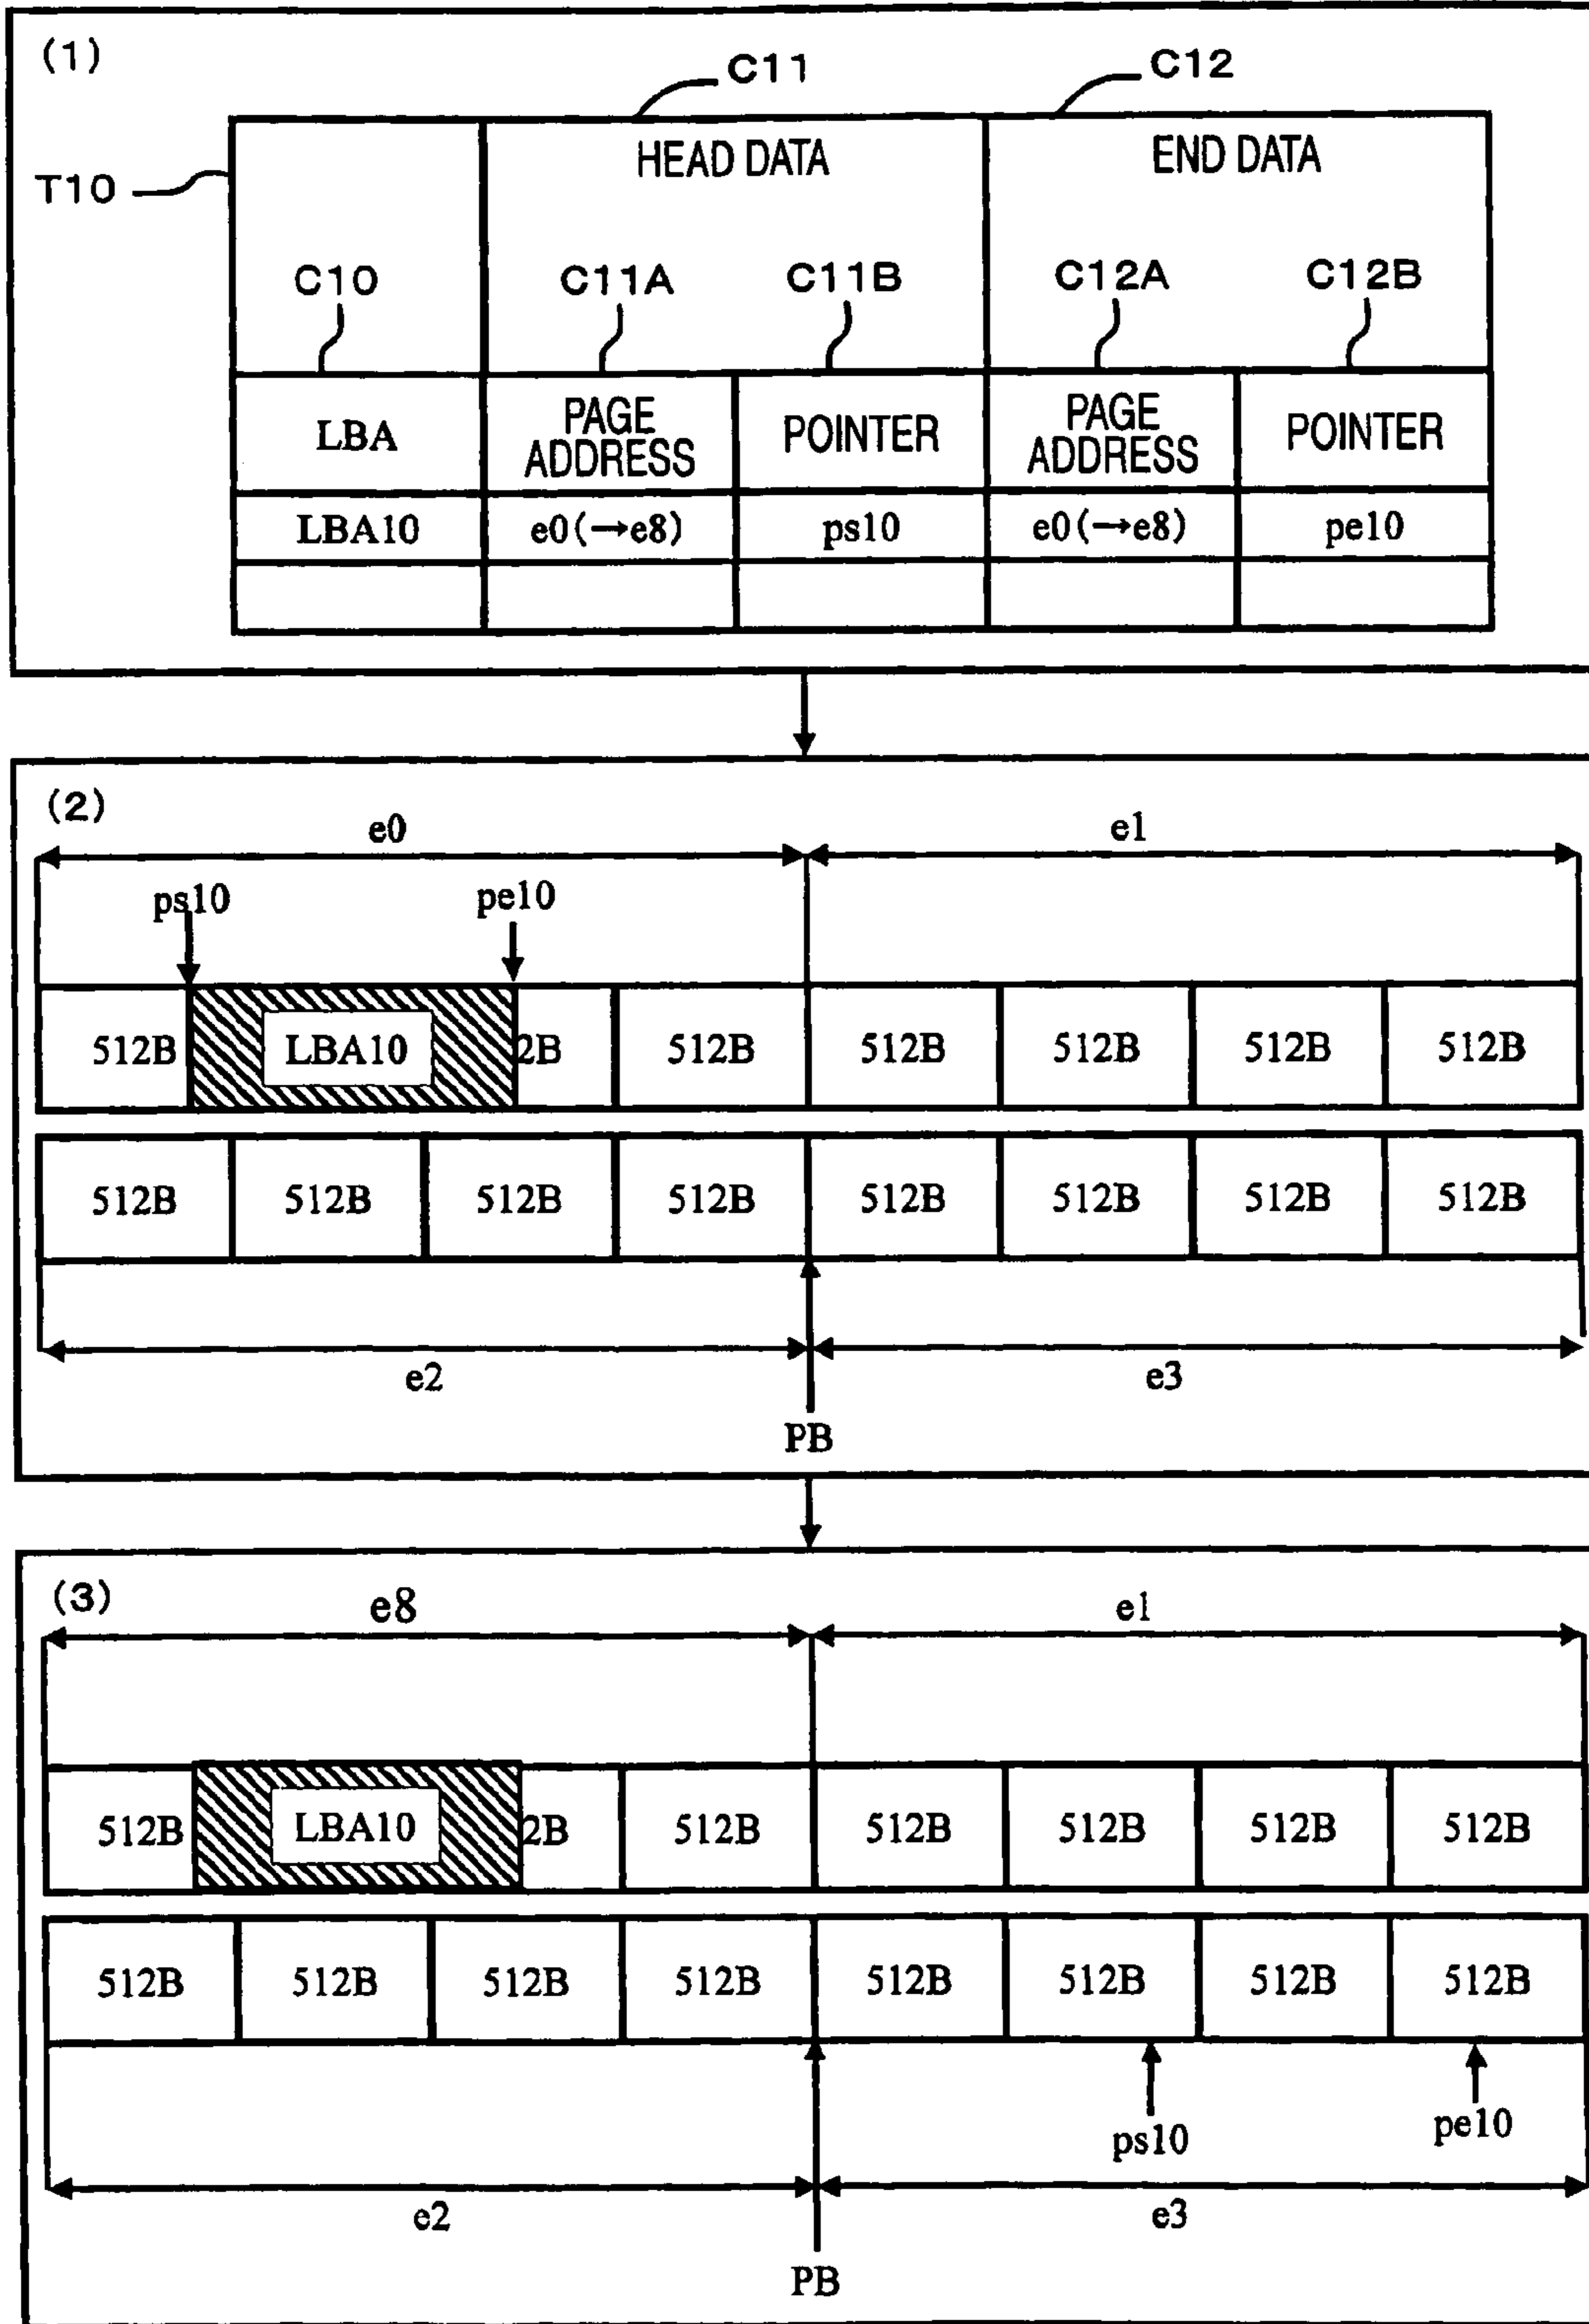 (1)
C11 C12
HEAD DATA END DATA
T10
C10 C11A C11B C12A C12B
LBA PAGE ADDRESS POINTER PAGE ADDRESS POINTER
LBA10 e0(→e8) ps10 e0(→e8) pe10
(2)
e0 e1
ps10 pe10
512B LBA10 2B 512B 512B 512B 512B 512B
512B 512B 512B 512B 512B 512B 512B 512B
e2 e3
PB
(3)
e8 e1
512B LBA10 2B 512B 512B 512B 512B 512B
512B 512B 512B 512B 512B 512B 512B 512B
ps10 pe10
e2 e3
PB